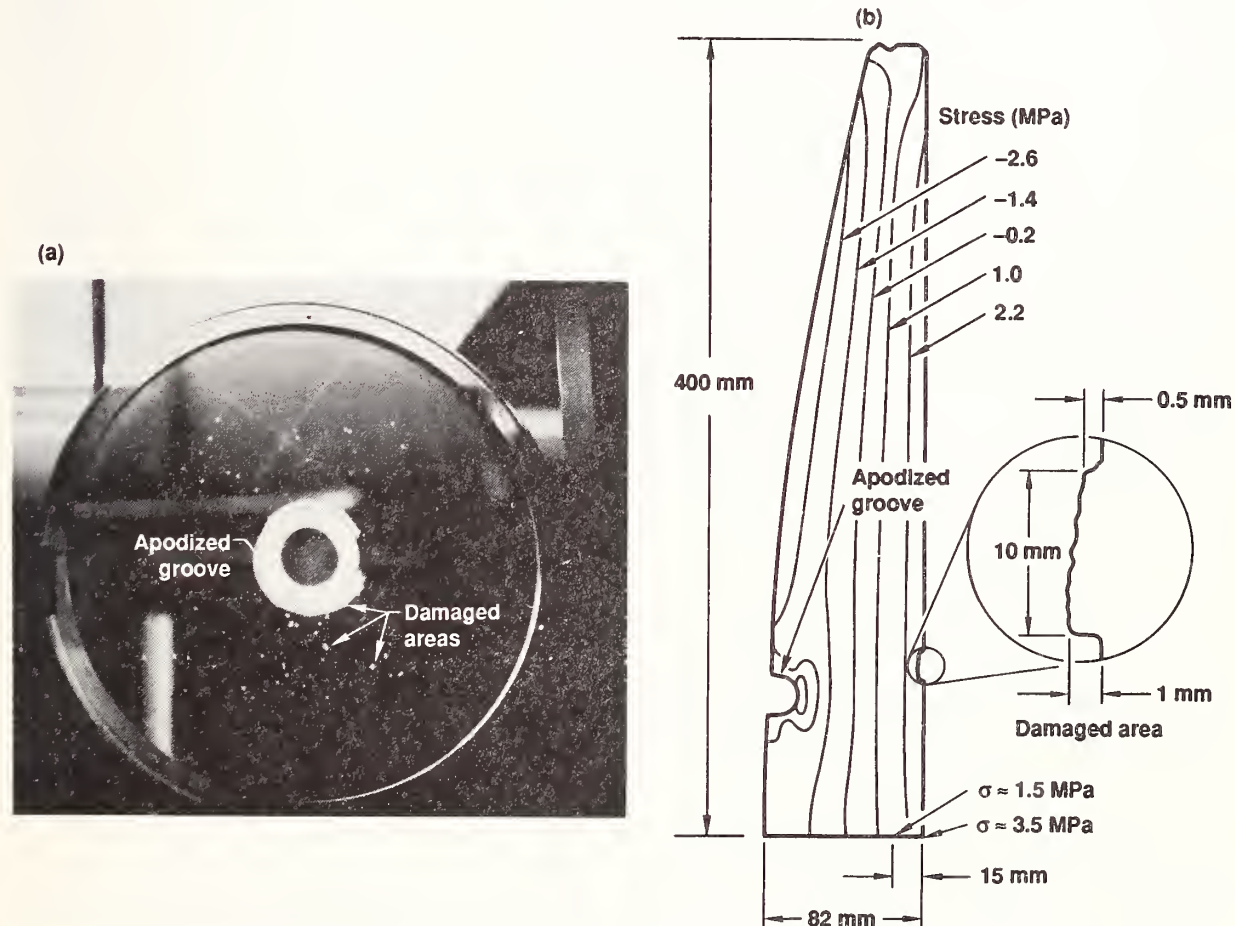 (a)
Apodized
groove
Damaged
areas
(b)
Stress (MPa)
−2.6
−1.4
−0.2
1.0
2.2
400 mm
0.5 mm
Apodized
groove
10 mm
1 mm
Damaged area
σ ≈ 1.5 MPa
σ ≈ 3.5 MPa
15 mm
82 mm